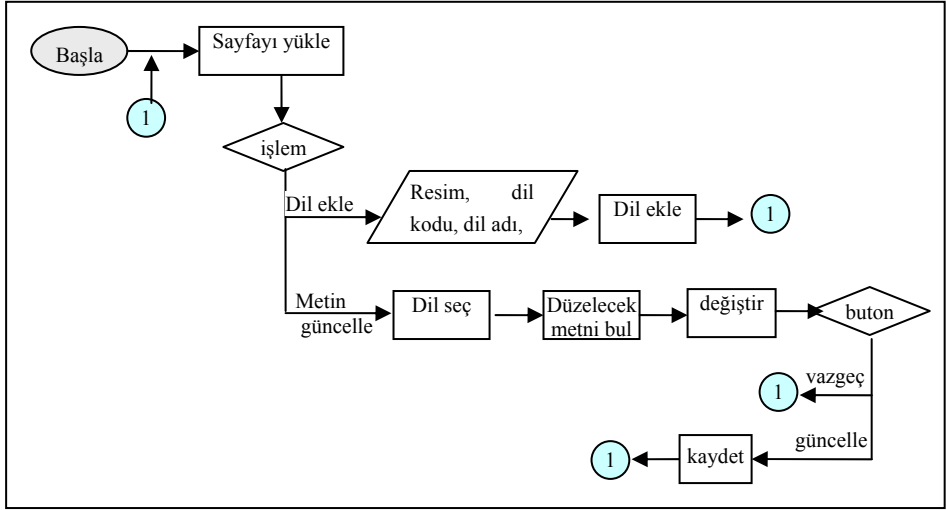 Başla
Sayfayı yükle
1
işlem
Dil ekle
Resim, dil
kodu, dil adı,
Dil ekle
1
Metin
güncelle
Dil seç
Düzelecek
metni bul
değiştir
buton
vazgeç
1
güncelle
kaydet
1